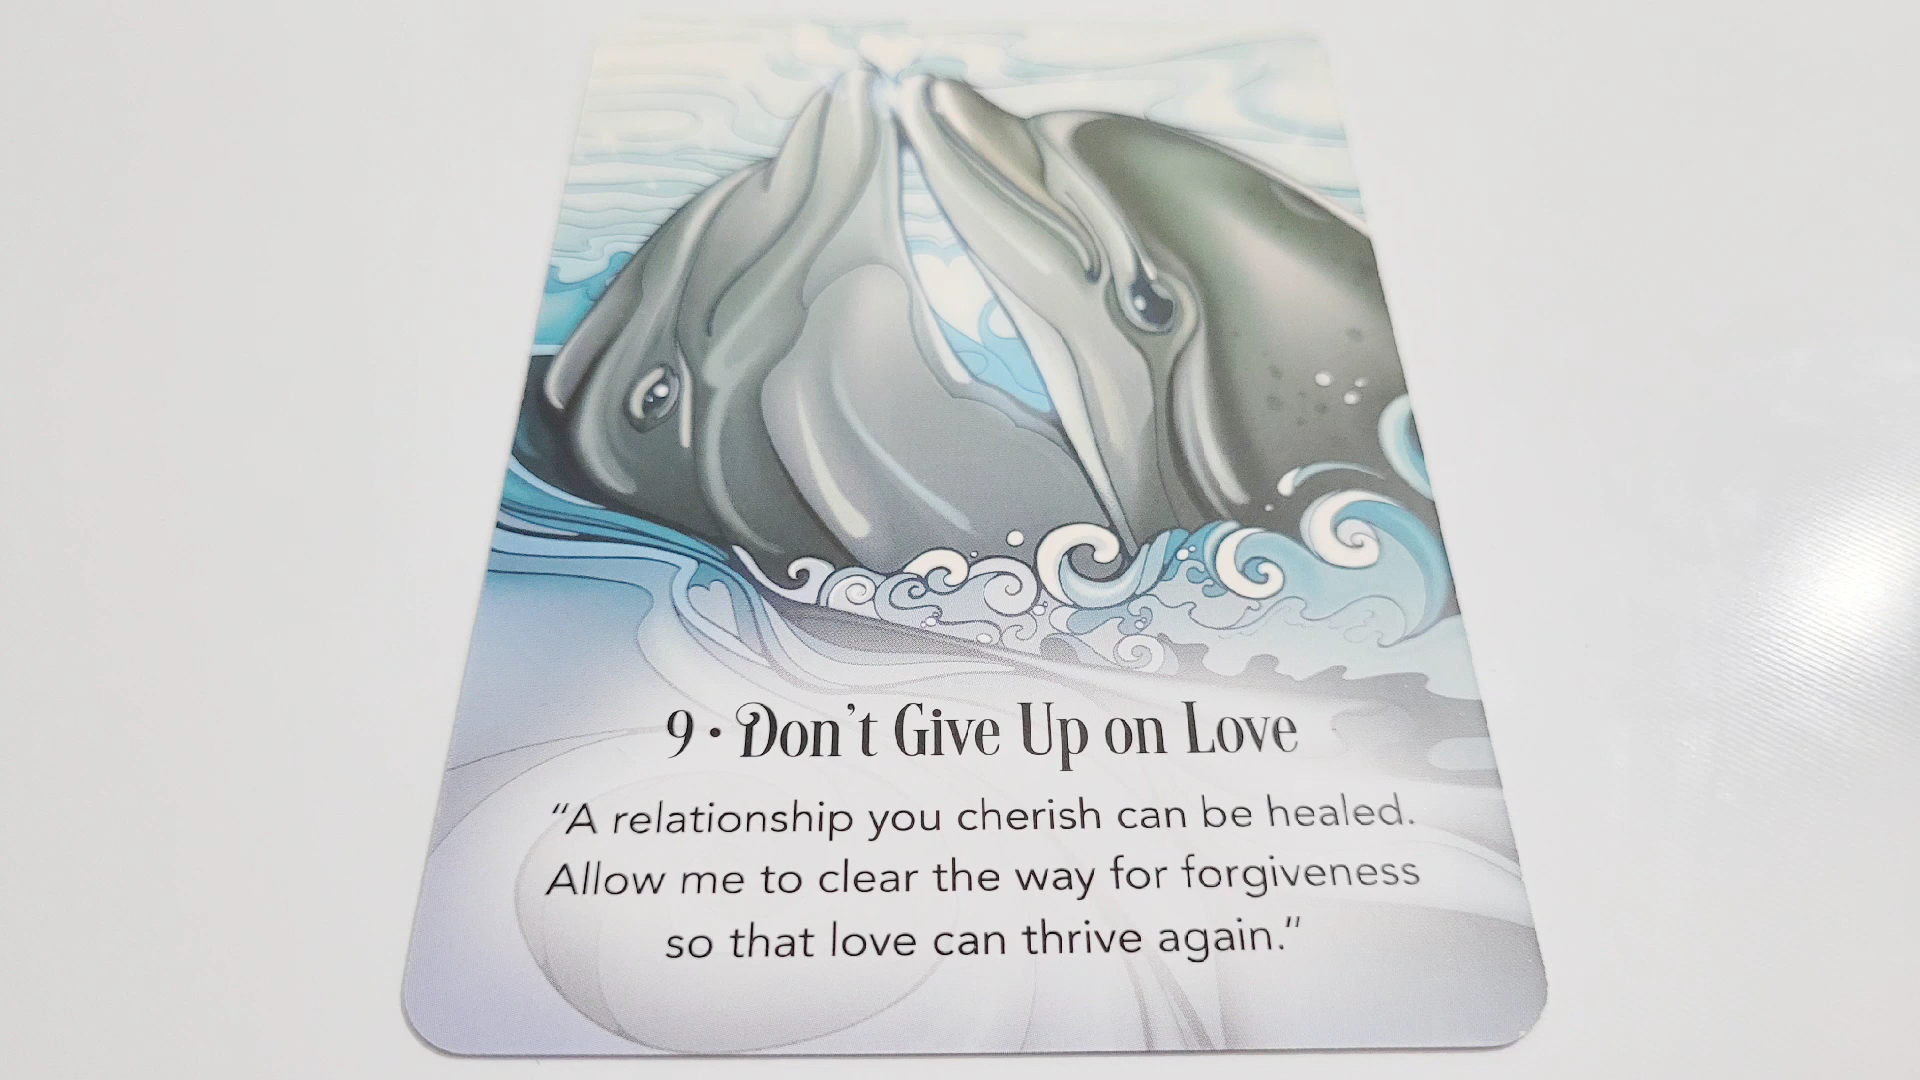 9 • Don't Give Up on Love
"A relationship you cherish can be healed.
Allow me to clear the way for forgiveness
so that love can thrive again."